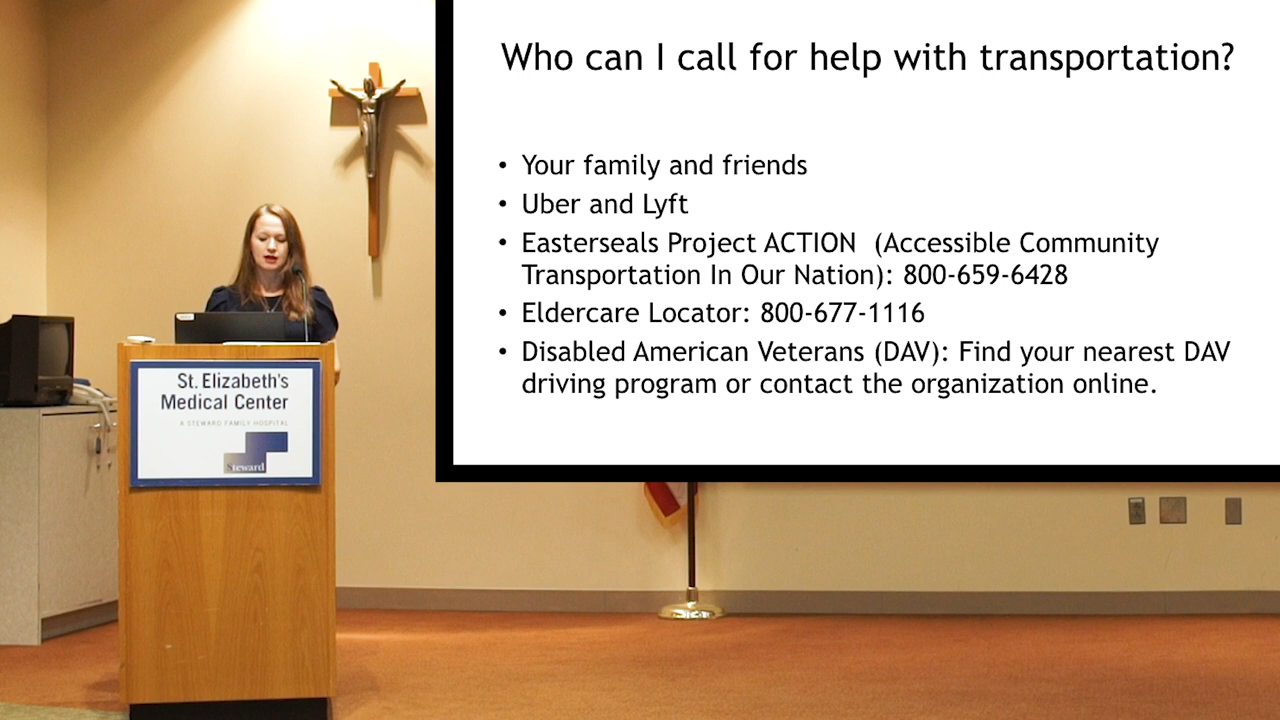 Who can I call for help with transportation?
• Your family and friends
• Uber and Lyft
• Easterseals Project ACTION (Accessible Community
Transportation In Our Nation): 800-659-6428
• Eldercare Locator: 800-677-1116
• Disabled American Veterans (DAV): Find your nearest DAV
driving program or contact the organization online.
St. Elizabeth's
Medical Center
A STEWARD FAMILY HOSPITAL
Steward